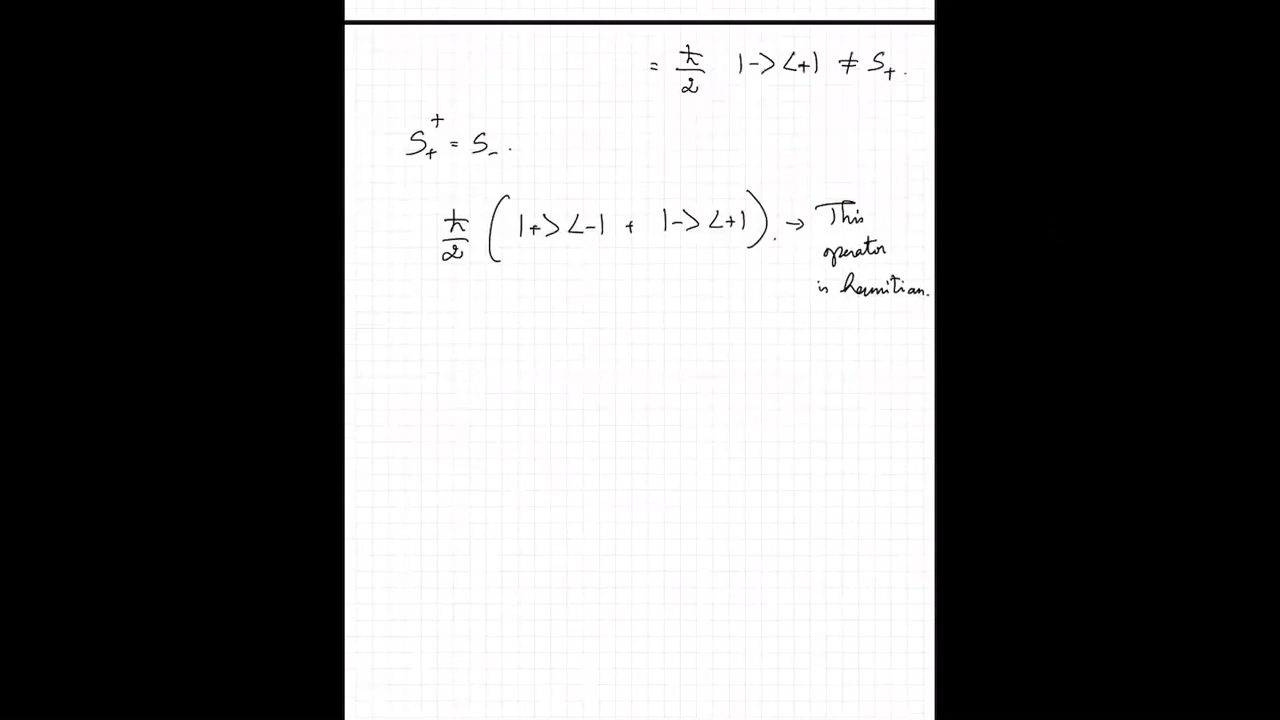 = ħ/2 |-> <+| ≠ S₊.
S₊⁺ = S₋.
ħ/2 ( |+> <-| + |-> <+| ). → This
operator
is hermitian.